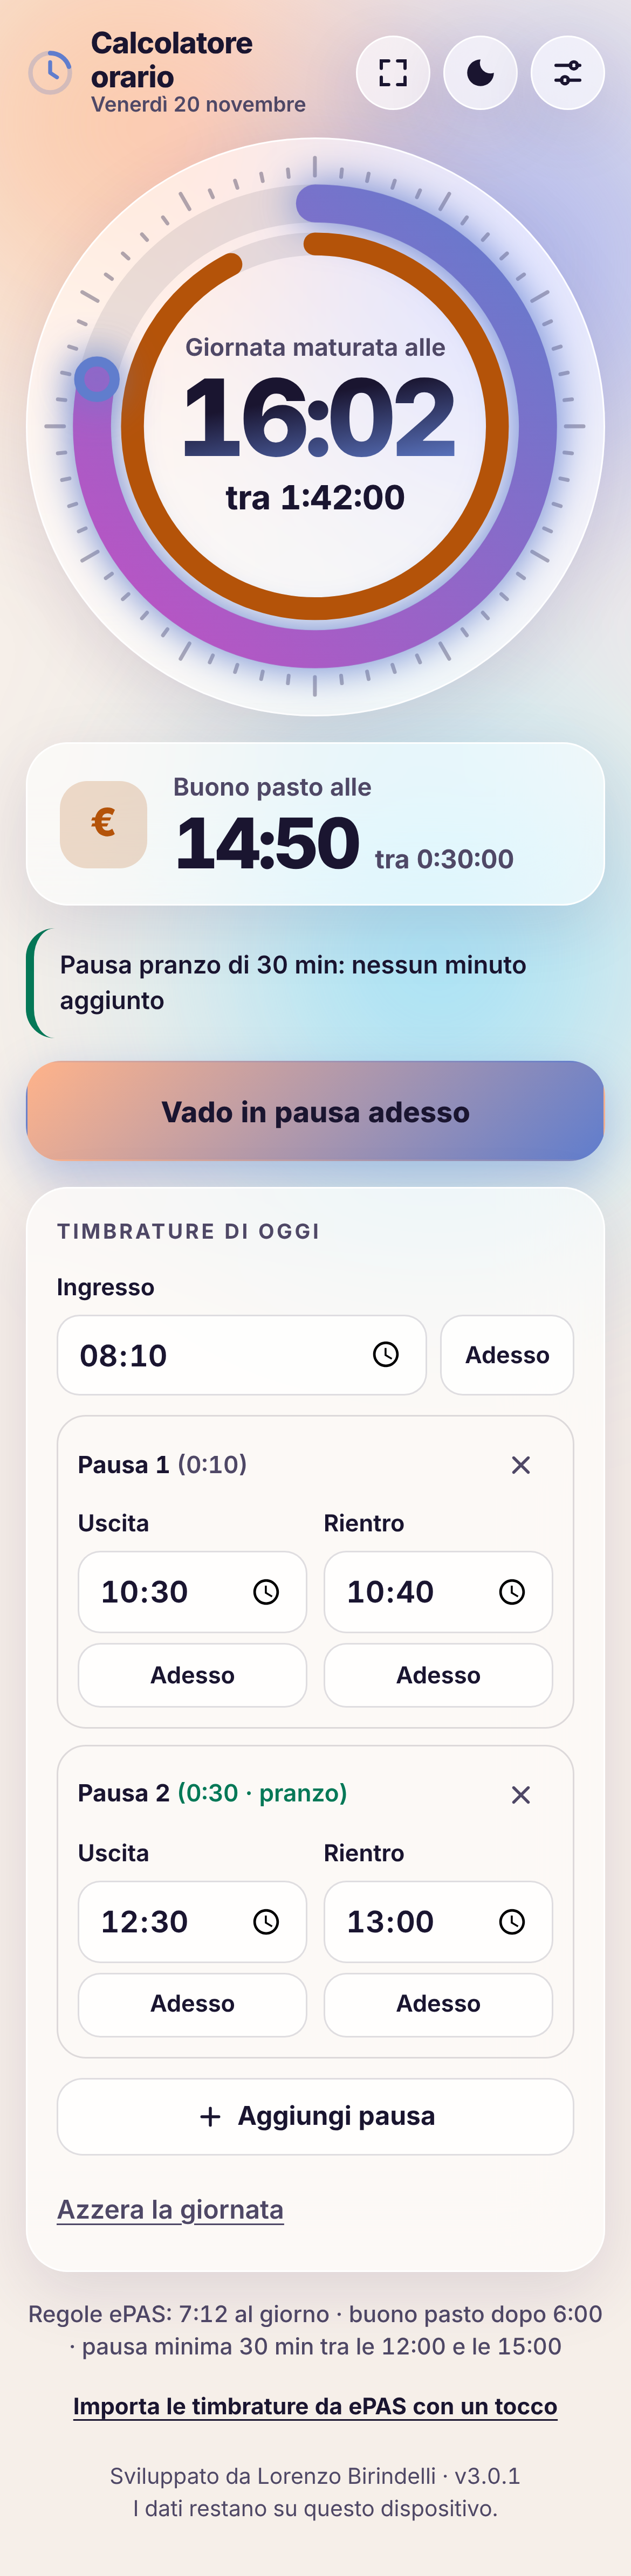 Calcolatore
orario
Venerdì 20 novembre
Giornata maturata alle
16:02
tra 1:42:00
€
Buono pasto alle
14:50 tra 0:30:00
Pausa pranzo di 30 min: nessun minuto
aggiunto
Vado in pausa adesso
TIMBRATURE DI OGGI
Ingresso
08:10 Adesso
Pausa 1 (0:10)
Uscita Rientro
10:30 10:40
Adesso Adesso
Pausa 2 (0:30 · pranzo)
Uscita Rientro
12:30 13:00
Adesso Adesso
+ Aggiungi pausa
Azzera la giornata
Regole ePAS: 7:12 al giorno · buono pasto dopo 6:00
· pausa minima 30 min tra le 12:00 e le 15:00
Importa le timbrature da ePAS con un tocco
Sviluppato da Lorenzo Birindelli · v3.0.1
I dati restano su questo dispositivo.